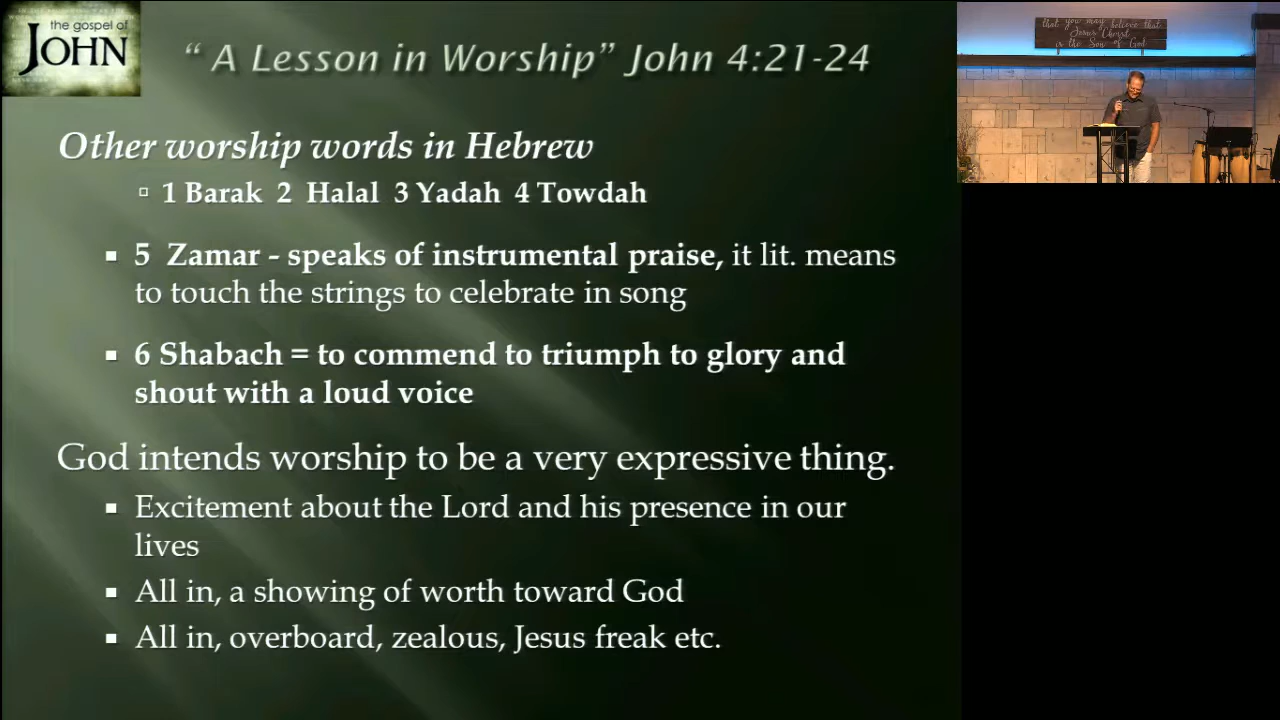 the gospel of
JOHN
“ A Lesson in Worship” John 4:21-24
that you may believe that
Jesus Christ
is the Son of God
Other worship words in Hebrew
1 Barak 2 Halal 3 Yadah 4 Towdah
5 Zamar - speaks of instrumental praise, it lit. means
to touch the strings to celebrate in song
6 Shabach = to commend to triumph to glory and
shout with a loud voice
God intends worship to be a very expressive thing.
Excitement about the Lord and his presence in our
lives
All in, a showing of worth toward God
All in, overboard, zealous, Jesus freak etc.